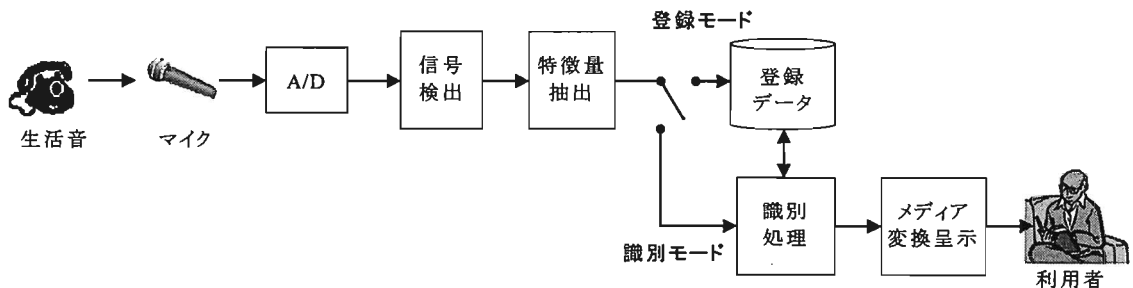 登録モード
生活音
マイク
A/D
信号
検出
特徴量
抽出
登録
データ
識別モード
識別
処理
メディア
変換呈示
利用者